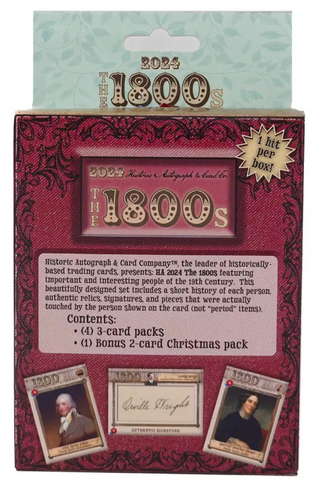 2024
THE 1800s
1 hit
per
box!
2024 Historic Autograph & Card Co.
THE 1800s
Historic Autograph & Card Company™, the leader of historically-
based trading cards, presents: HA 2024 The 1800s featuring
important and interesting people of the 19th Century. This
beautifully designed set includes a short history of each person,
authentic relics, signatures, and pieces that were actually
touched by the person shown on the card (not "period" items).
Contents:
• (4) 3-card packs
• (1) Bonus 2-card Christmas pack
1800
1800
1800
Orville Wright
AUTHENTIC SIGNATURE